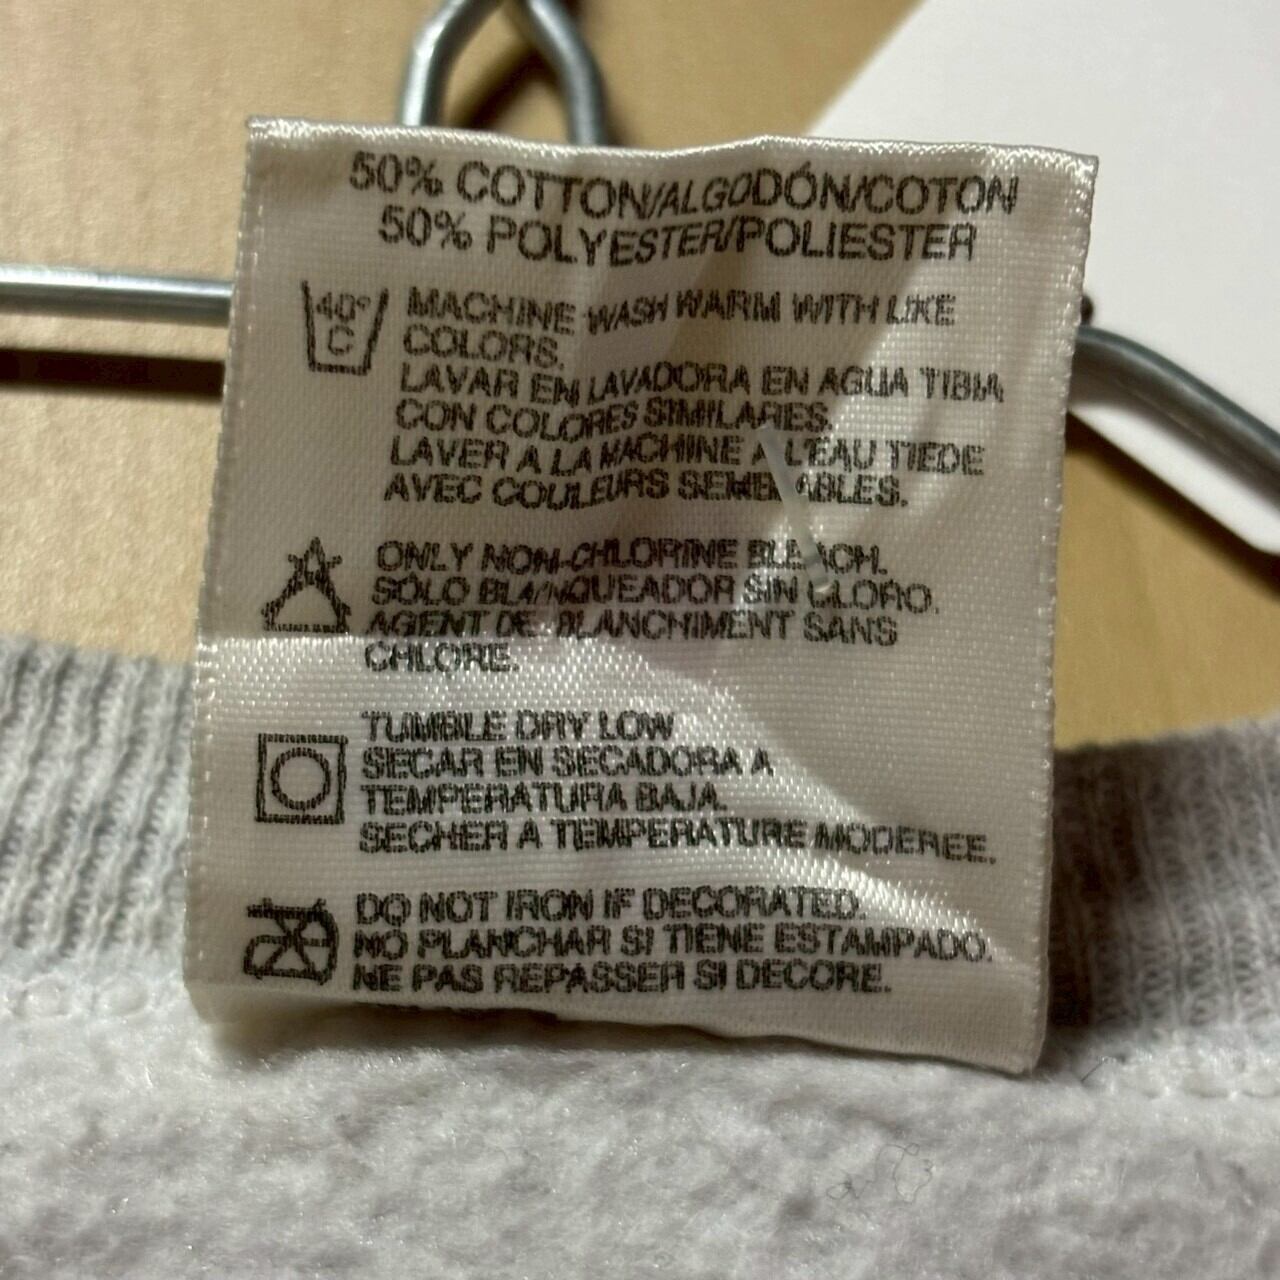 50% COTTON/ALGODÓN/COTON
50% POLYESTER/POLIESTER
40°
C
MACHINE WASH WARM WITH LIKE
COLORS.
LAVAR EN LAVADORA EN AGUA TIBIA
CON COLORES SIMILARES.
LAVER A LA MACHINE A L'EAU TIEDE
AVEC COULEURS SEMBLABLES.
ONLY NON-CHLORINE BLEACH.
SÓLO BLANQUEADOR SIN CLORO.
AGENT DE BLANCHIMENT SANS
CHLORE.
TUMBLE DRY LOW
SECAR EN SECADORA A
TEMPERATURA BAJA.
SECHER A TEMPERATURE MODEREE.
DO NOT IRON IF DECORATED.
NO PLANCHAR SI TIENE ESTAMPADO.
NE PAS REPASSER SI DECORE.